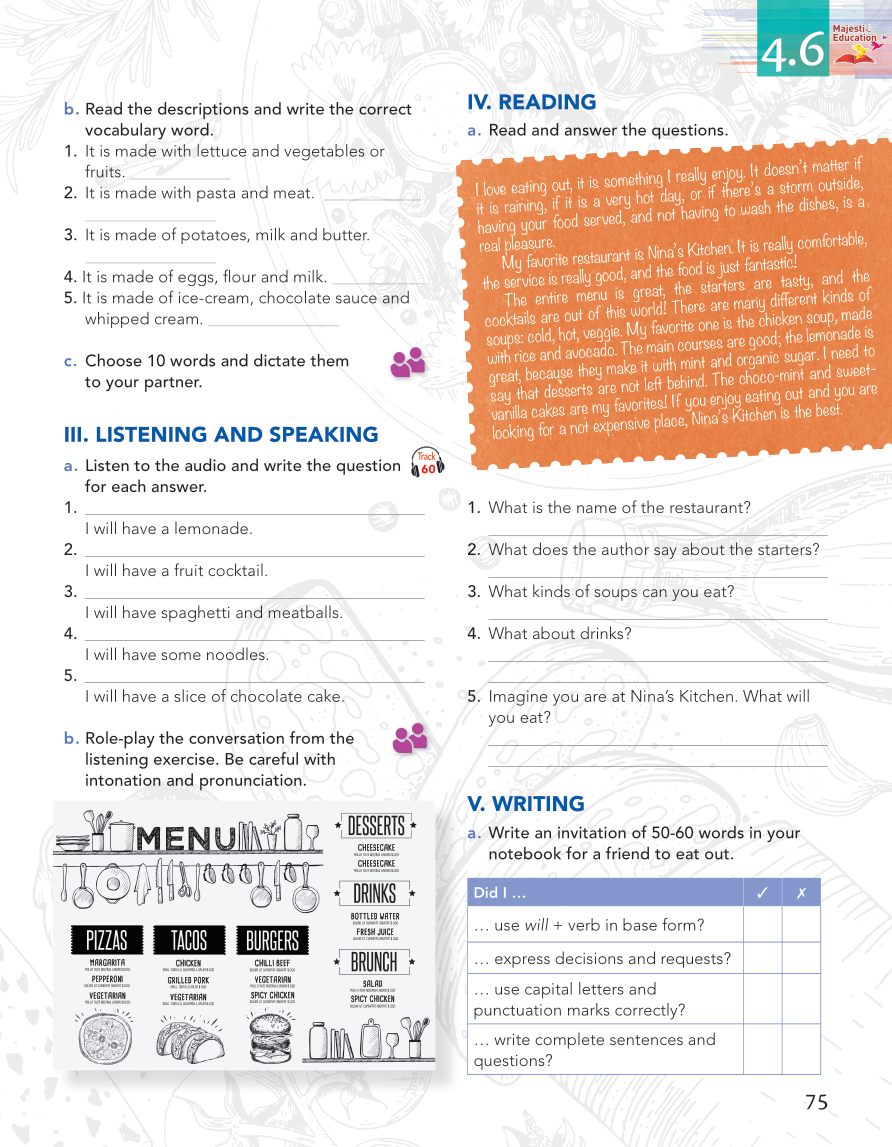 4.6
Majestic
Education
b. Read the descriptions and write the correct
vocabulary word.
1. It is made with lettuce and vegetables or
fruits.
2. It is made with pasta and meat.
3. It is made of potatoes, milk and butter.
4. It is made of eggs, flour and milk.
5. It is made of ice-cream, chocolate sauce and
whipped cream.
c. Choose 10 words and dictate them
to your partner.
III. LISTENING AND SPEAKING
a. Listen to the audio and write the question
for each answer.
Track
60
1.
I will have a lemonade.
2.
I will have a fruit cocktail.
3.
I will have spaghetti and meatballs.
4.
I will have some noodles.
5.
I will have a slice of chocolate cake.
b. Role-play the conversation from the
listening exercise. Be careful with
intonation and pronunciation.
MENU
PIZZAS
MARGARITA
PEPPERONI
VEGETARIAN
TACOS
CHICKEN
GRILLED PORK
VEGETARIAN
BURGERS
CHILLI BEEF
VEGETARIAN
SPICY CHICKEN
DESSERTS
CHEESECAKE
CHEESECAKE
DRINKS
BOTTLED WATER
FRESH JUICE
BRUNCH
SALAD
SPICY CHICKEN
IV. READING
a. Read and answer the questions.
I love eating out, it is something I really enjoy. It doesn't matter if
it is raining, if it is a very hot day, or if there's a storm outside,
having your food served, and not having to wash the dishes, is a
real pleasure.
My favorite restaurant is Nina's Kitchen. It is really comfortable,
the service is really good, and the food is just fantastic!
The entire menu is great, the starters are tasty, and the
cocktails are out of this world! There are many different kinds of
soups: cold, hot, veggie. My favorite one is the chicken soup, made
with rice and avocado. The main courses are good; the lemonade is
great, because they make it with mint and organic sugar. I need to
say that desserts are not left behind. The choco-mint and sweet-
vanilla cakes are my favorites! If you enjoy eating out and you are
looking for a not expensive place, Nina's Kitchen is the best.
1. What is the name of the restaurant?
2. What does the author say about the starters?
3. What kinds of soups can you eat?
4. What about drinks?
5. Imagine you are at Nina's Kitchen. What will
you eat?
V. WRITING
a. Write an invitation of 50-60 words in your
notebook for a friend to eat out.
Did I ... ✓ ✗
... use will + verb in base form?
... express decisions and requests?
... use capital letters and
punctuation marks correctly?
... write complete sentences and
questions?
75